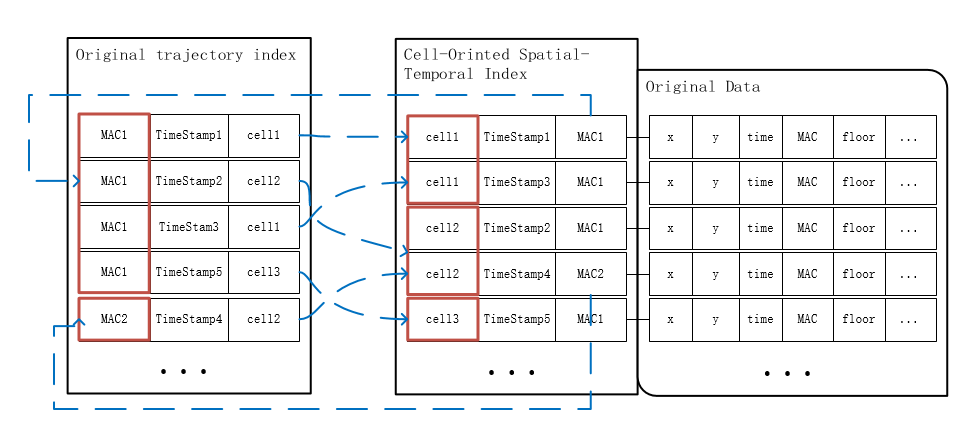 Original trajectory index
MAC1 TimeStamp1 cell1
MAC1 TimeStamp2 cell2
MAC1 TimeStam3 cell1
MAC1 TimeStamp5 cell3
MAC2 TimeStamp4 cell2
...
Cell-Orinted Spatial-
Temporal Index
cell1 TimeStamp1 MAC1
cell1 TimeStamp3 MAC1
cell2 TimeStamp2 MAC1
cell2 TimeStamp4 MAC2
cell3 TimeStamp5 MAC1
...
Original Data
x y time MAC floor ...
x y time MAC floor ...
x y time MAC floor ...
x y time MAC floor ...
x y time MAC floor ...
...